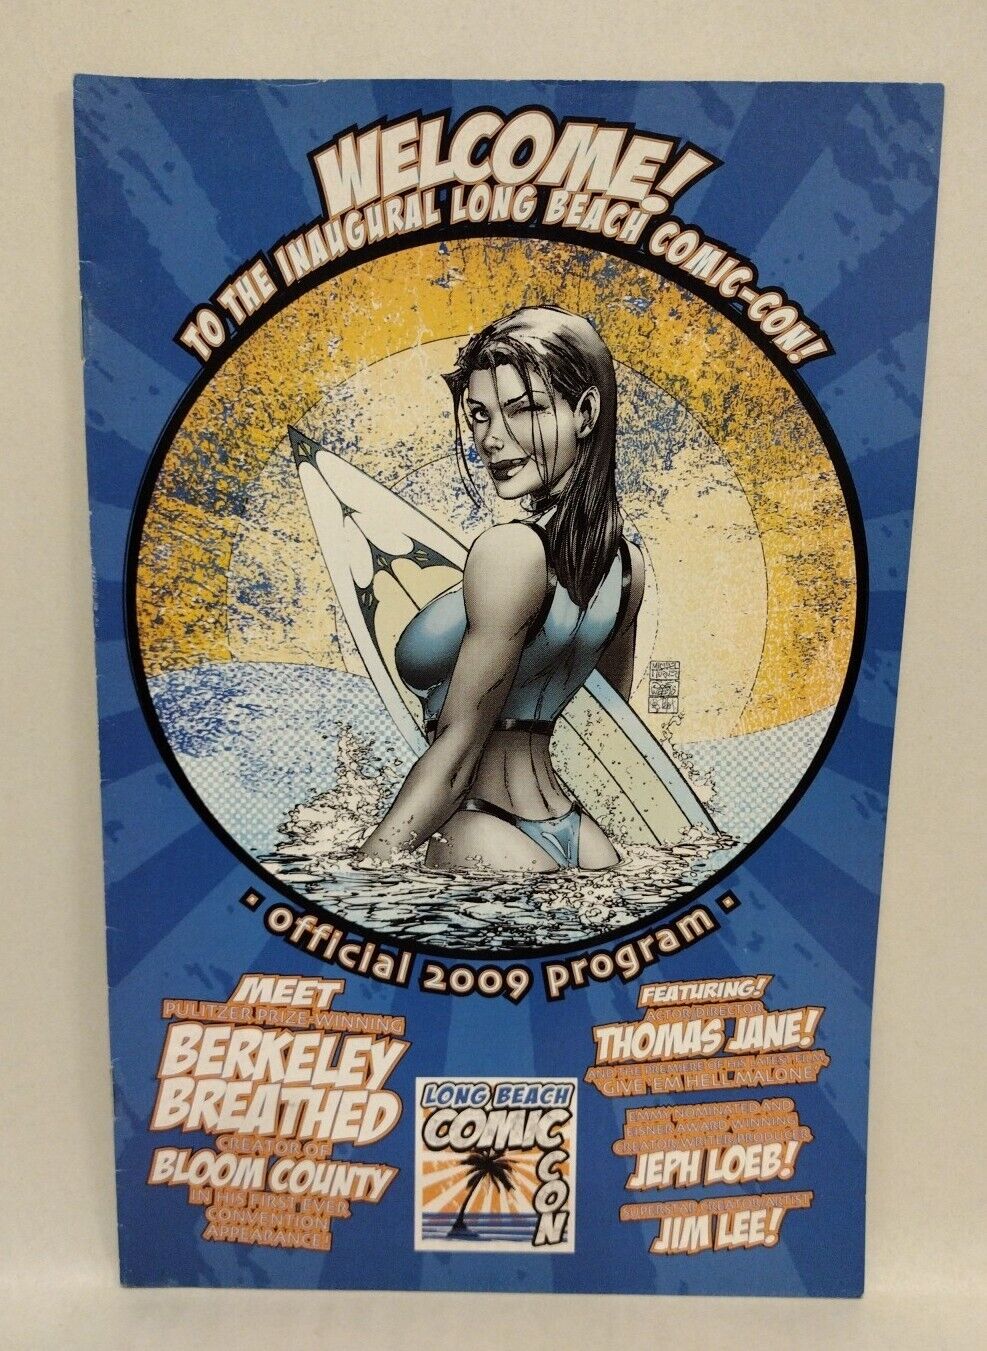 WELCOME!
TO THE INAUGURAL LONG BEACH COMIC-CON!
• official 2009 program •
MEET
PULITZER PRIZE-WINNING
BERKELEY
BREATHED
CREATOR OF
BLOOM COUNTY
IN HIS FIRST EVER
CONVENTION
APPEARANCE!
LONG BEACH
COMIC
CON
FEATURING!
ACTOR/DIRECTOR
THOMAS JANE!
AND THE PREMIERE OF HIS LATEST FILM,
GIVE 'EM HELL MALONE'
EMMY NOMINATED AND
EISNER AWARD WINNING
CREATOR/WRITER/PRODUCER
JEPH LOEB!
SUPERSTAR CREATOR/ARTIST
JIM LEE!